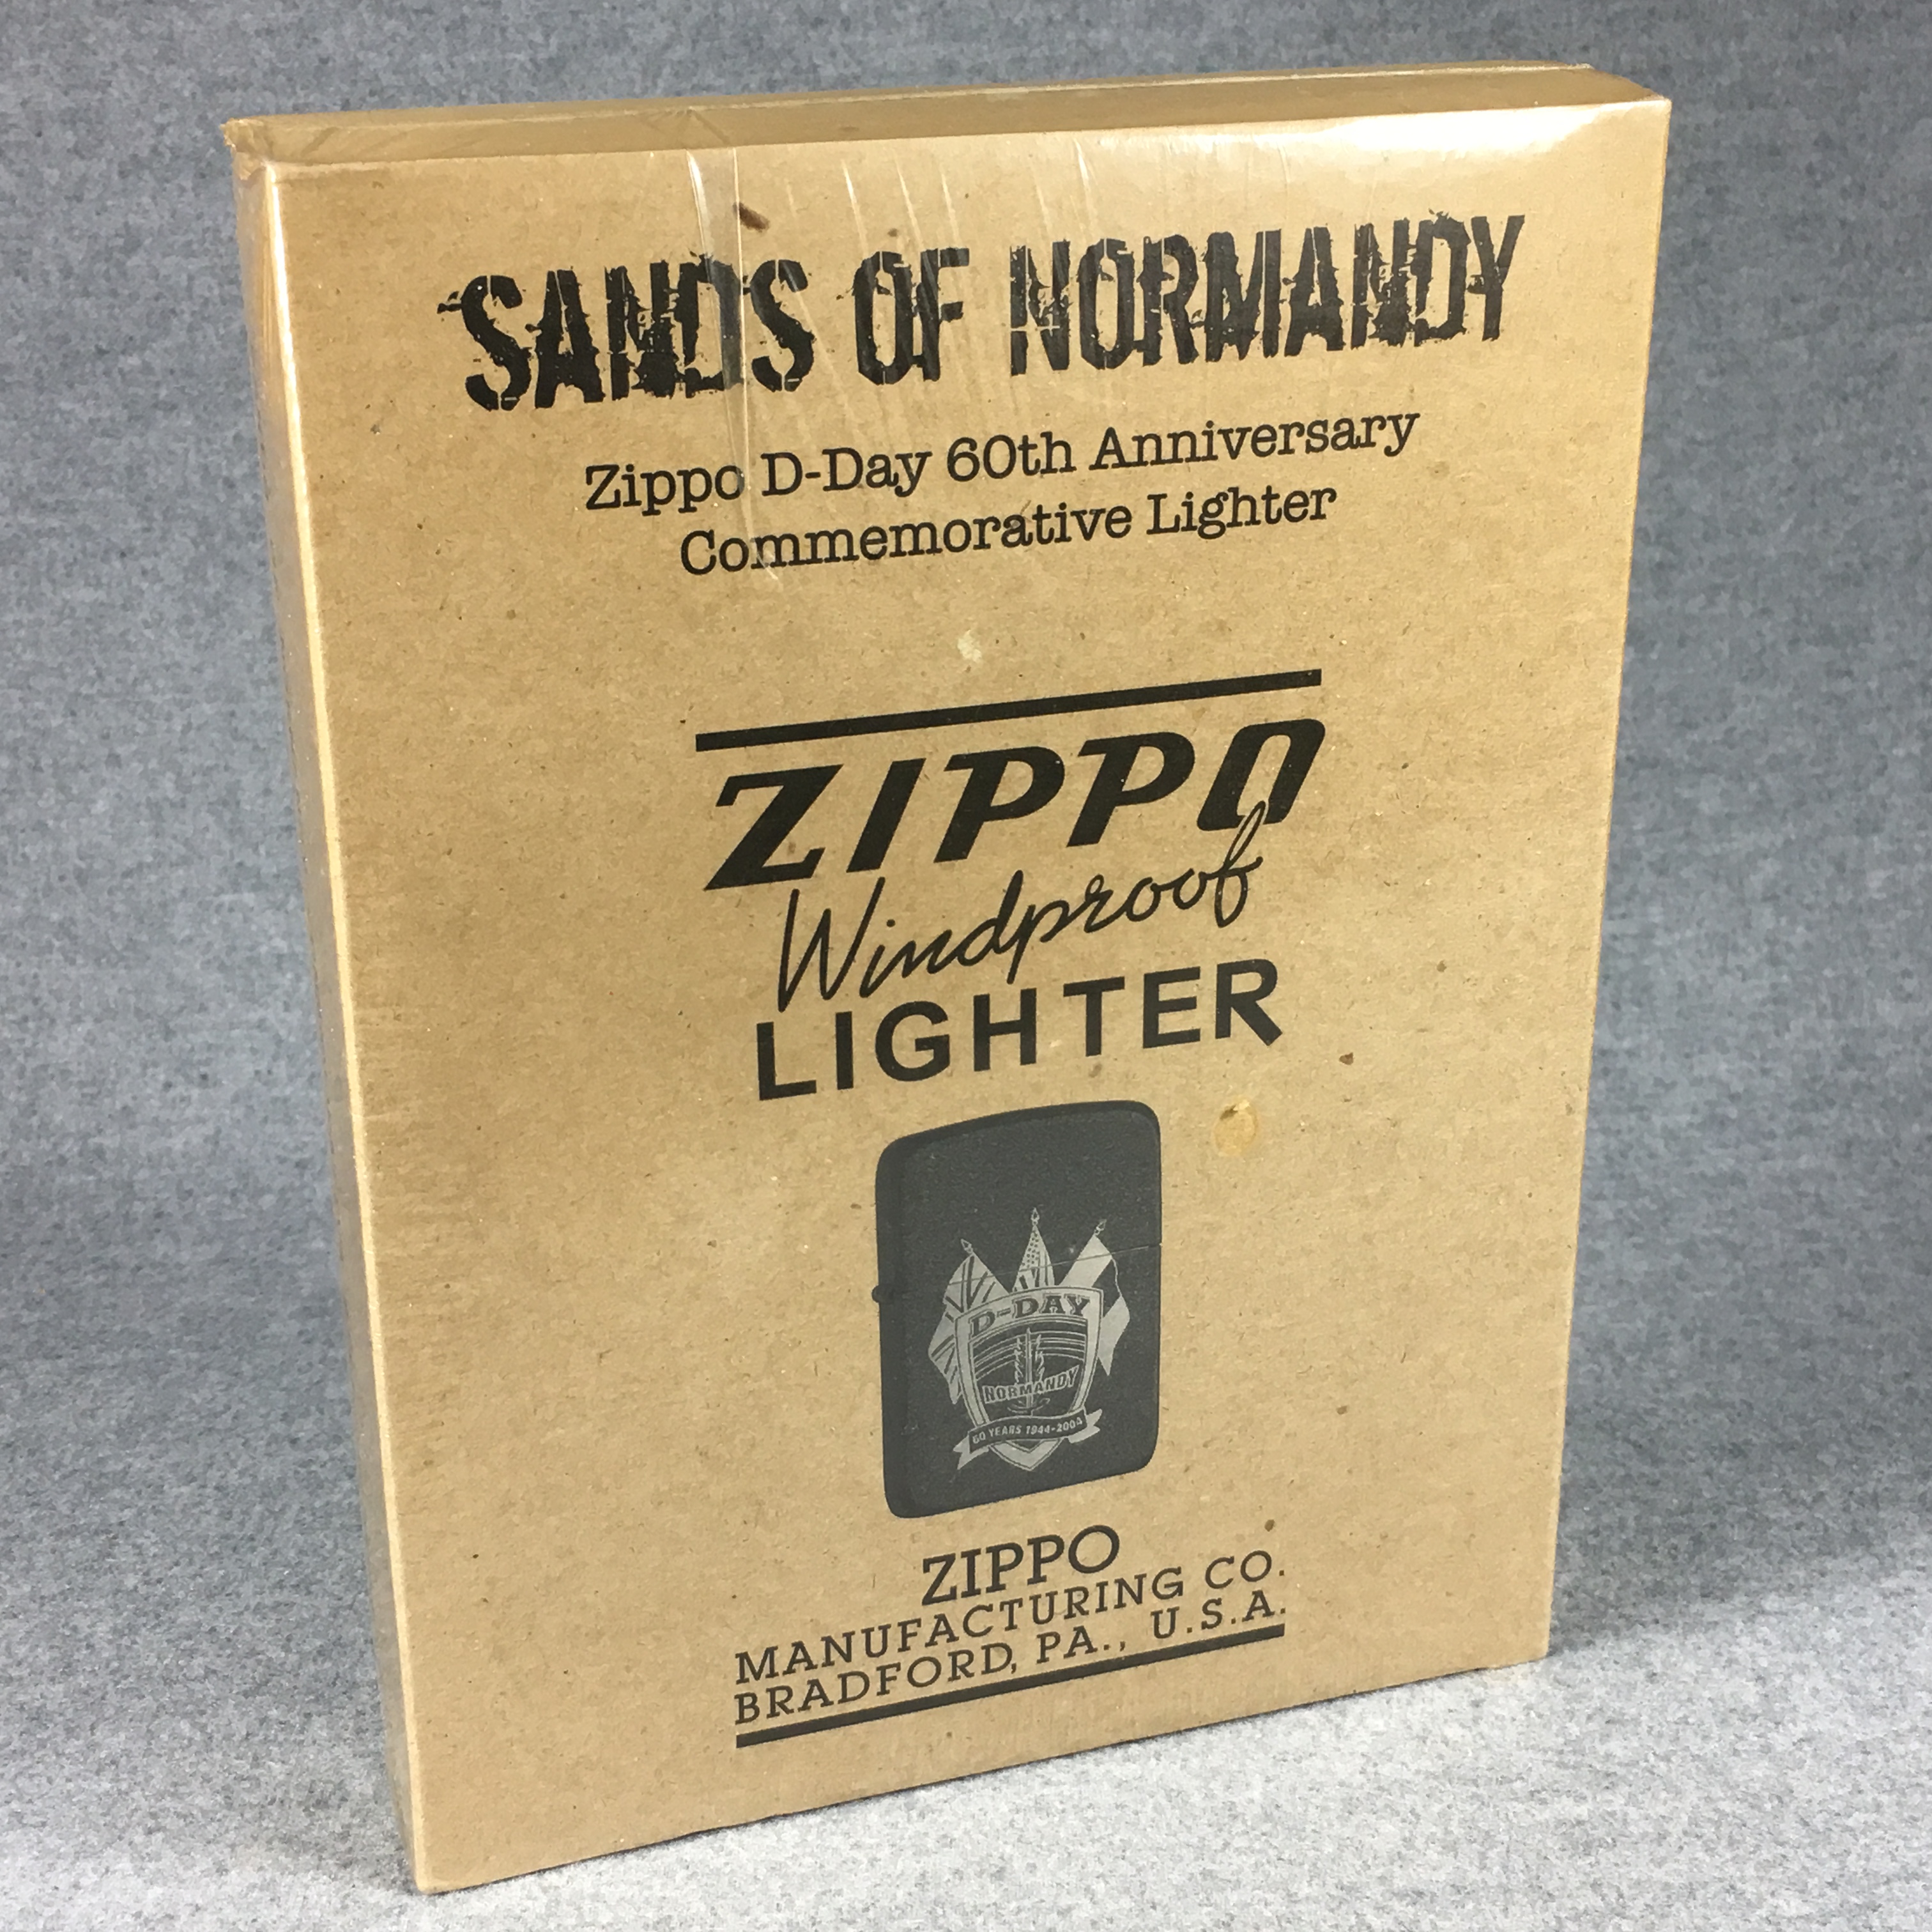 SANDS OF NORMANDY
Zippo D-Day 60th Anniversary
Commemorative Lighter
ZIPPO
Windproof
LIGHTER
D-DAY
NORMANDY
60 YEARS 1944-2004
ZIPPO
MANUFACTURING CO.
BRADFORD, PA., U.S.A.